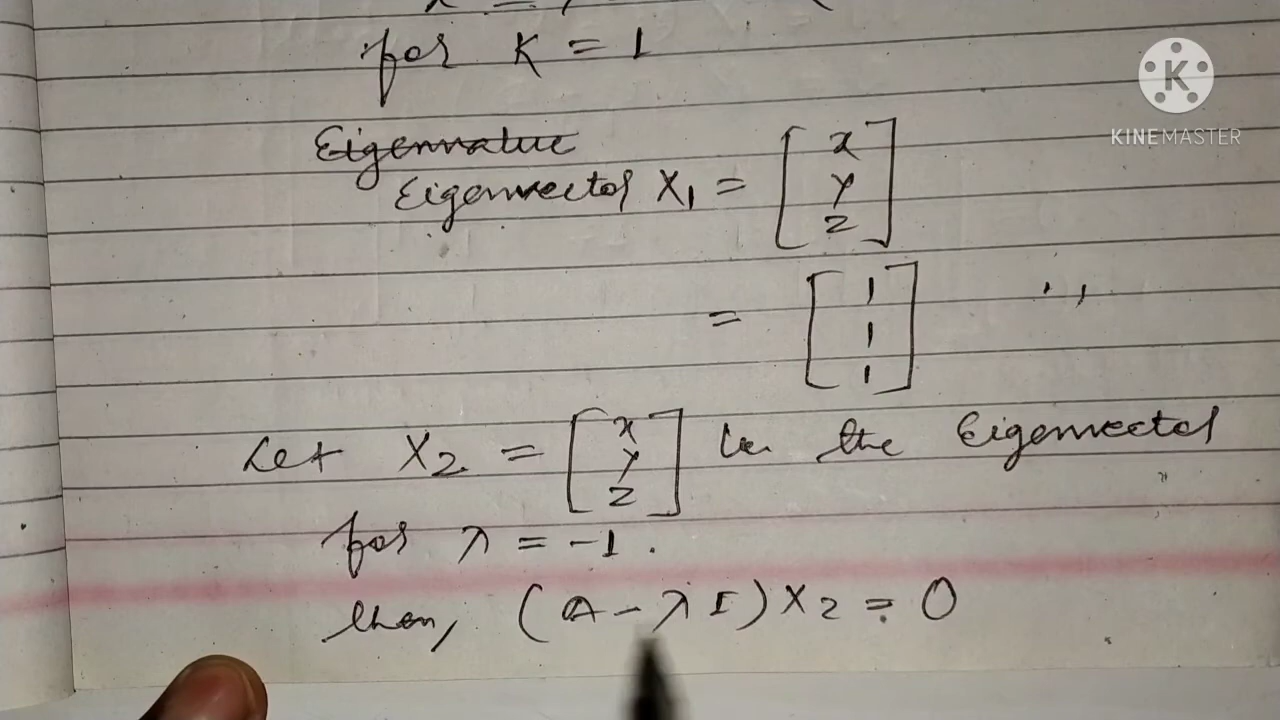 for K = 1
K
KINEMASTER
Eigenvalue
Eigenvector X₁ = [x y z]
= [1 1 1]
Let X₂ = [x y z] be the Eigenvector
for λ = -1.
then, (A - λI)X₂ = 0